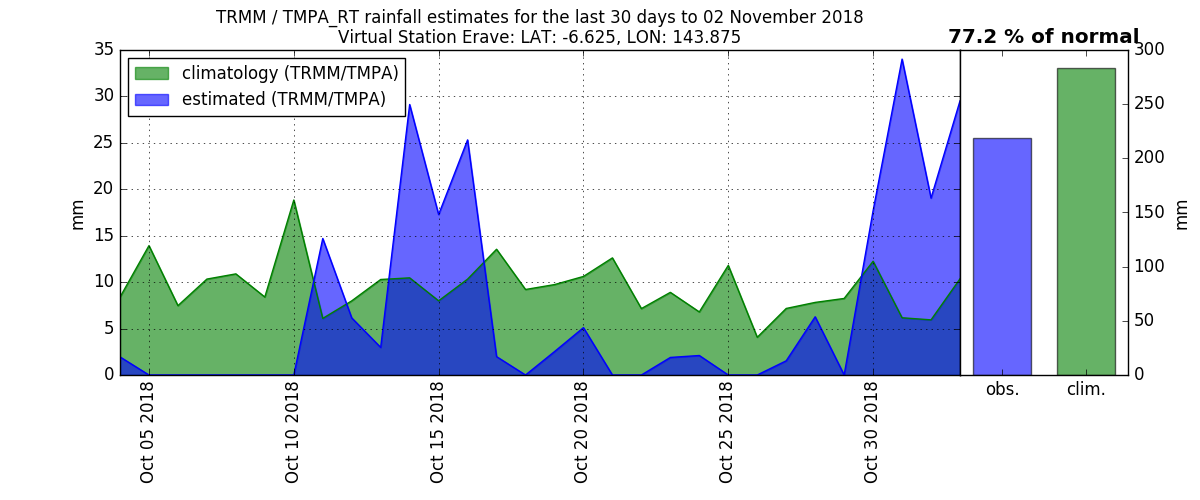 TRMM / TMPA_RT rainfall estimates for the last 30 days to 02 November 2018
Virtual Station Erave: LAT: -6.625, LON: 143.875
77.2 % of normal
climatology (TRMM/TMPA)
estimated (TRMM/TMPA)
35
30
25
20
15
10
5
0
mm
Oct 05 2018
Oct 10 2018
Oct 15 2018
Oct 20 2018
Oct 25 2018
Oct 30 2018
obs.
clim.
300
250
200
150
100
50
0
mm